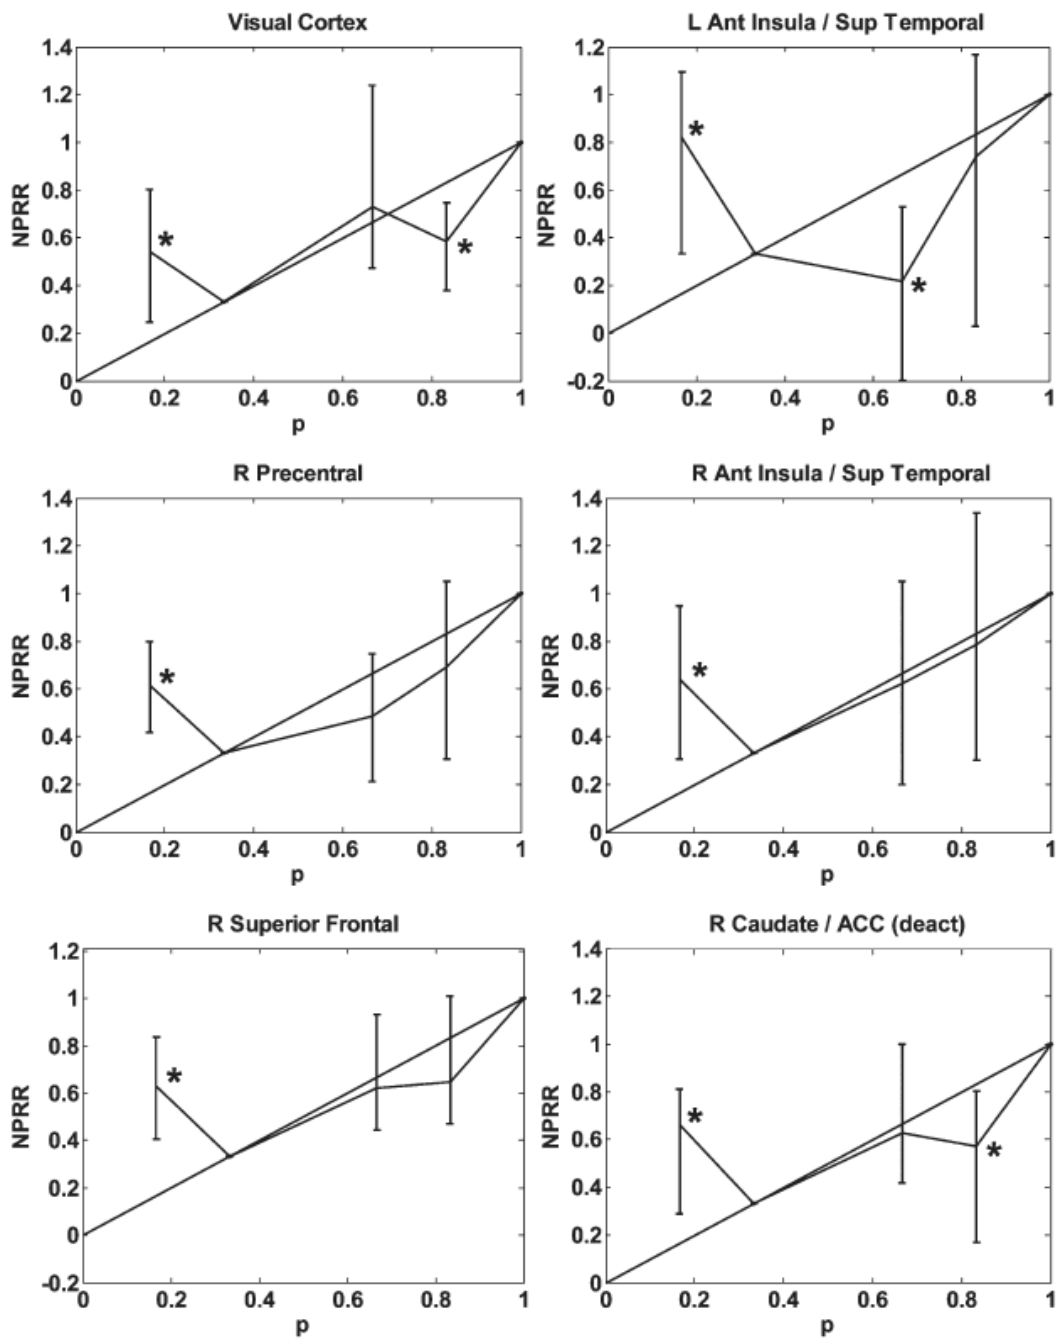 Visual Cortex
1.4
1.2
1
0.8
0.6
0.4
0.2
0
NPRR
*
*
0 0.2 0.4 0.6 0.8 1
p
L Ant Insula / Sup Temporal
1.2
1
0.8
0.6
0.4
0.2
0
-0.2
NPRR
*
*
0 0.2 0.4 0.6 0.8 1
p
R Precentral
1.4
1.2
1
0.8
0.6
0.4
0.2
0
NPRR
*
0 0.2 0.4 0.6 0.8 1
p
R Ant Insula / Sup Temporal
1.4
1.2
1
0.8
0.6
0.4
0.2
0
NPRR
*
0 0.2 0.4 0.6 0.8 1
p
R Superior Frontal
1.2
1
0.8
0.6
0.4
0.2
0
-0.2
NPRR
*
0 0.2 0.4 0.6 0.8 1
p
R Caudate / ACC (deact)
1.4
1.2
1
0.8
0.6
0.4
0.2
0
NPRR
*
*
0 0.2 0.4 0.6 0.8 1
p